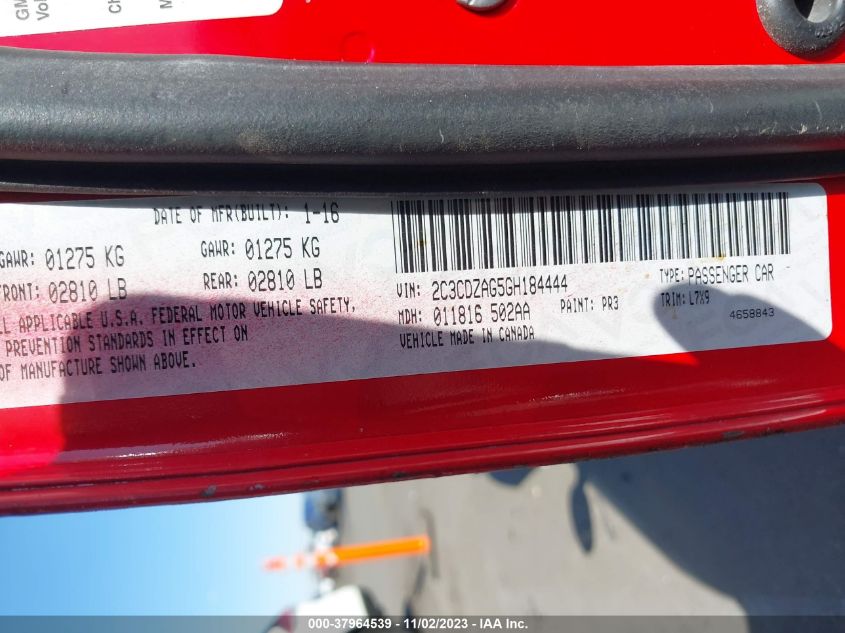 GM
Vol
Ch
M
DATE OF MFR(BUILT): 1-16
GAWR: 01275 KG GAWR: 01275 KG
FRONT: 02810 LB REAR: 02810 LB
LL APPLICABLE U.S.A. FEDERAL MOTOR VEHICLE SAFETY,
PREVENTION STANDARDS IN EFFECT ON
OF MANUFACTURE SHOWN ABOVE.
VIN: 2C3CDZAG5GH184444
TYPE: PASSENGER CAR
MDH: 011816 502AA PAINT: PR3 TRIM: L7X9
VEHICLE MADE IN CANADA 4658843
000-37964539 - 11/02/2023 - IAA Inc.